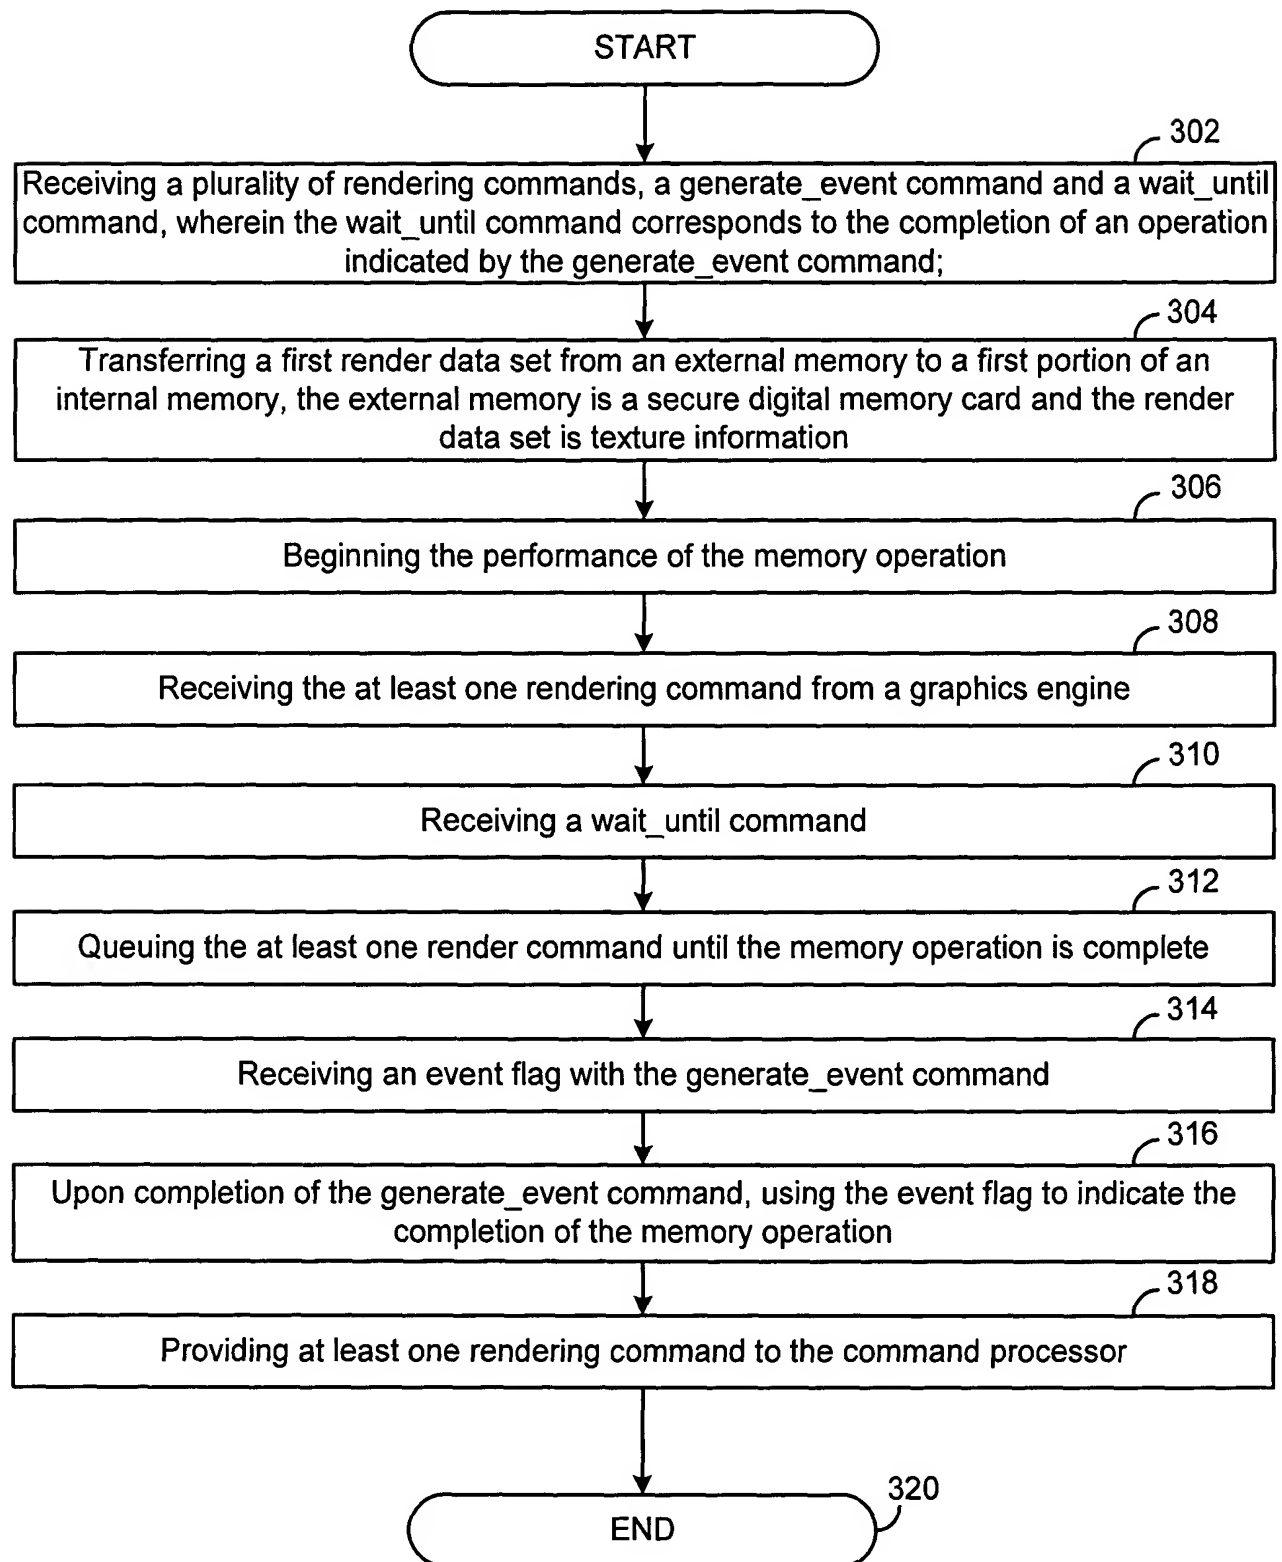 START
302
Receiving a plurality of rendering commands, a generate_event command and a wait_until
command, wherein the wait_until command corresponds to the completion of an operation
indicated by the generate_event command;
304
Transferring a first render data set from an external memory to a first portion of an
internal memory, the external memory is a secure digital memory card and the render
data set is texture information
306
Beginning the performance of the memory operation
308
Receiving the at least one rendering command from a graphics engine
310
Receiving a wait_until command
312
Queuing the at least one render command until the memory operation is complete
314
Receiving an event flag with the generate_event command
316
Upon completion of the generate_event command, using the event flag to indicate the
completion of the memory operation
318
Providing at least one rendering command to the command processor
320
END